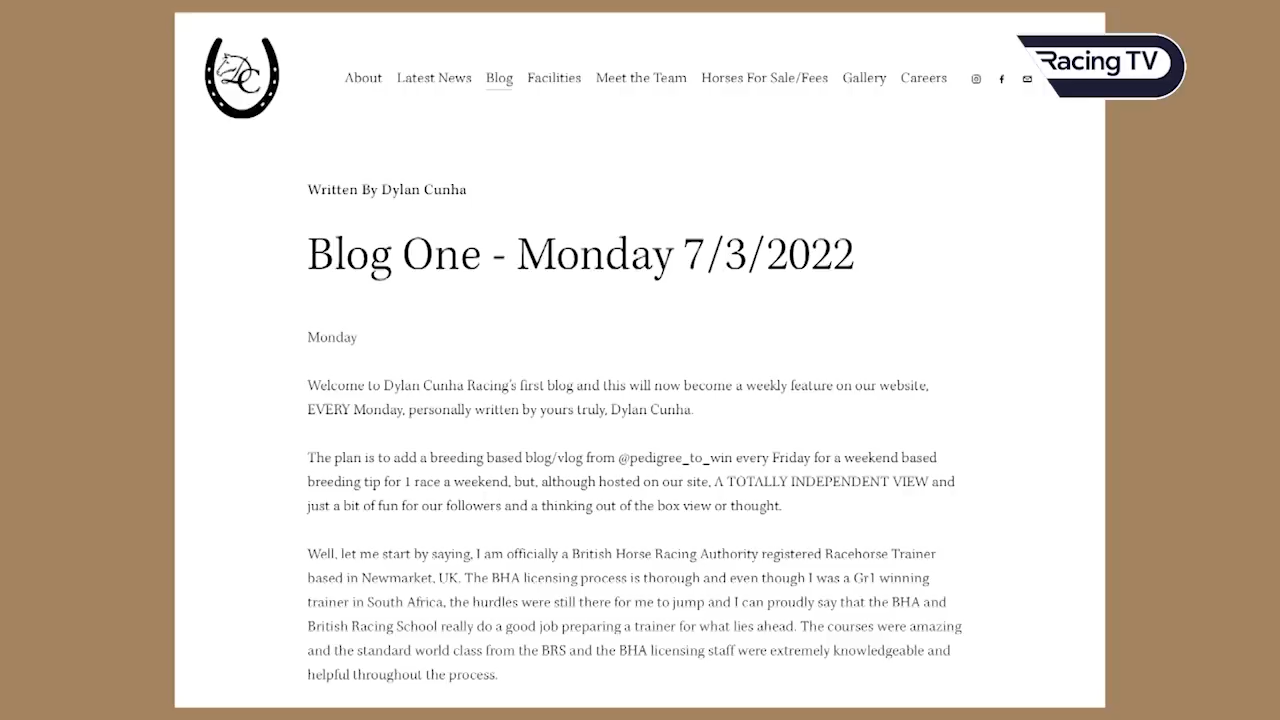 DC
About Latest News Blog Facilities Meet the Team Horses For Sale/Fees Gallery Careers
Racing TV
Written By Dylan Cunha
Blog One - Monday 7/3/2022
Monday
Welcome to Dylan Cunha Racing's first blog and this will now become a weekly feature on our website,
EVERY Monday, personally written by yours truly, Dylan Cunha.
The plan is to add a breeding based blog/vlog from @pedigree_to_win every Friday for a weekend based
breeding tip for 1 race a weekend, but, although hosted on our site, A TOTALLY INDEPENDENT VIEW and
just a bit of fun for our followers and a thinking out of the box view or thought.
Well, let me start by saying, I am officially a British Horse Racing Authority registered Racehorse Trainer
based in Newmarket, UK. The BHA licensing process is thorough and even though I was a Gr1 winning
trainer in South Africa, the hurdles were still there for me to jump and I can proudly say that the BHA and
British Racing School really do a good job preparing a trainer for what lies ahead. The courses were amazing
and the standard world class from the BRS and the BHA licensing staff were extremely knowledgeable and
helpful throughout the process.